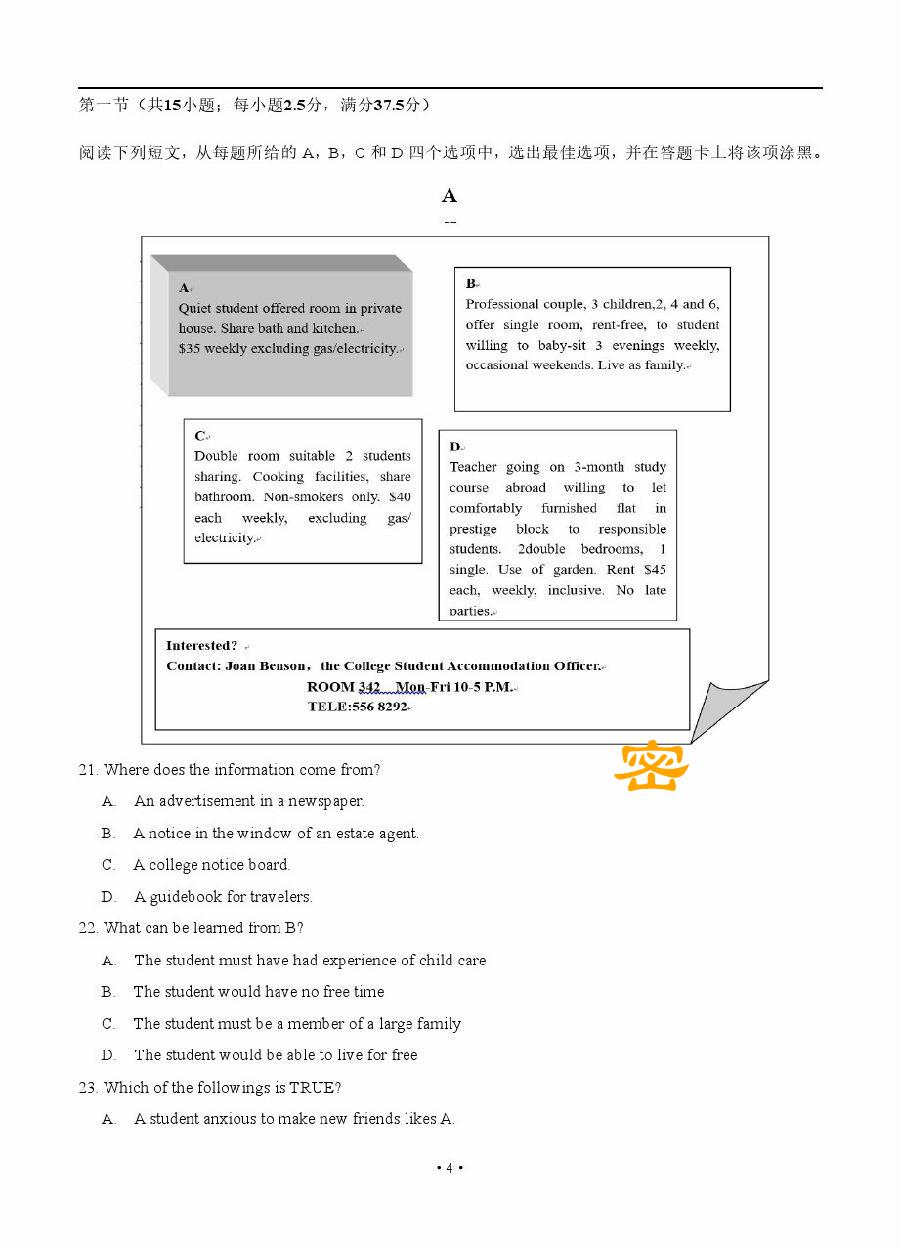 第一节（共15小题；每小题2.5分，满分37.5分）
阅读下列短文，从每题所给的 A，B，C 和 D 四个选项中，选出最佳选项，并在答题卡上将该项涂黑。
A
--
A
Quiet student offered room in private
house. Share bath and kitchen.
$35 weekly excluding gas/electricity.
B
Professional couple, 3 children,2, 4 and 6,
offer single room, rent-free, to student
willing to baby-sit 3 evenings weekly,
occasional weekends. Live as family.
C
Double room suitable 2 students
sharing. Cooking facilities, share
bathroom. Non-smokers only. $40
each weekly, excluding gas/
electricity.
D
Teacher going on 3-month study
course abroad willing to let
comfortably furnished flat in
prestige block to responsible
students. 2double bedrooms, 1
single. Use of garden. Rent $45
each, weekly, inclusive. No late
parties.
Interested?
Contact: Joan Benson，the College Student Accommodation Officer.
ROOM 342 Mon-Fri 10-5 P.M.
TELE:556 8292
密
21. Where does the information come from?
A. An advertisement in a newspaper.
B. A notice in the window of an estate agent.
C. A college notice board.
D. A guidebook for travelers.
22. What can be learned from B?
A. The student must have had experience of child care
B. The student would have no free time
C. The student must be a member of a large family
D. The student would be able to live for free
23. Which of the followings is TRUE?
A. A student anxious to make new friends likes A.
• 4 •